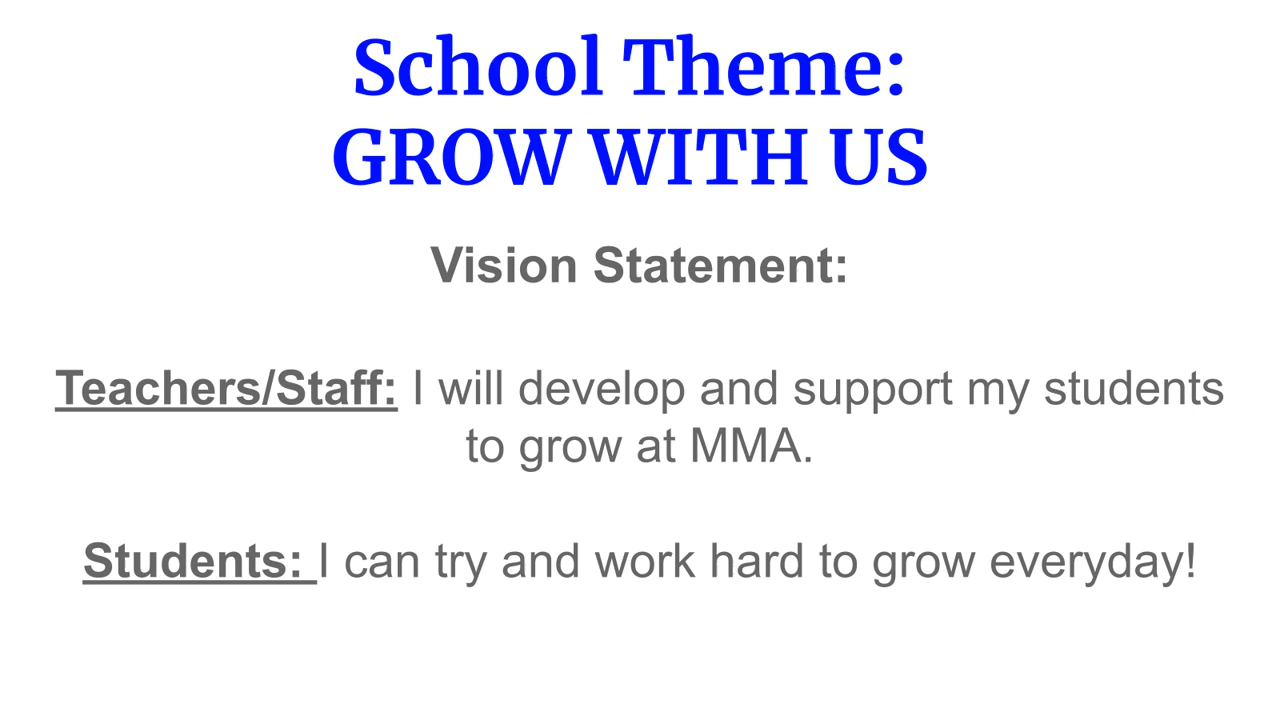 School Theme:
GROW WITH US
Vision Statement:
Teachers/Staff: I will develop and support my students
to grow at MMA.
Students: I can try and work hard to grow everyday!